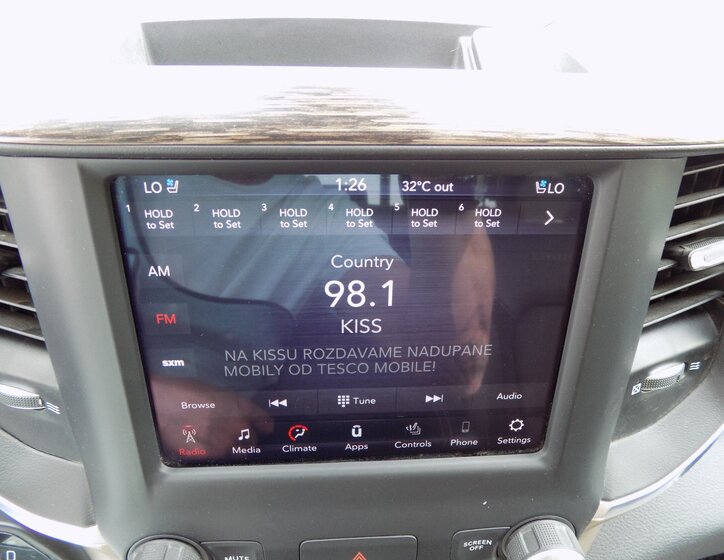 LO 1:26 32°C out LO
1 HOLD to Set 2 HOLD to Set 3 HOLD to Set 4 HOLD to Set 5 HOLD to Set 6 HOLD to Set
Country
AM
98.1
FM
KISS
sxm
NA KISSU ROZDAVAME NADUPANE
MOBILY OD TESCO MOBILE!
Browse Tune Audio
Radio Media Climate Apps Controls Phone Settings
MUTE
SCREEN
OFF
D